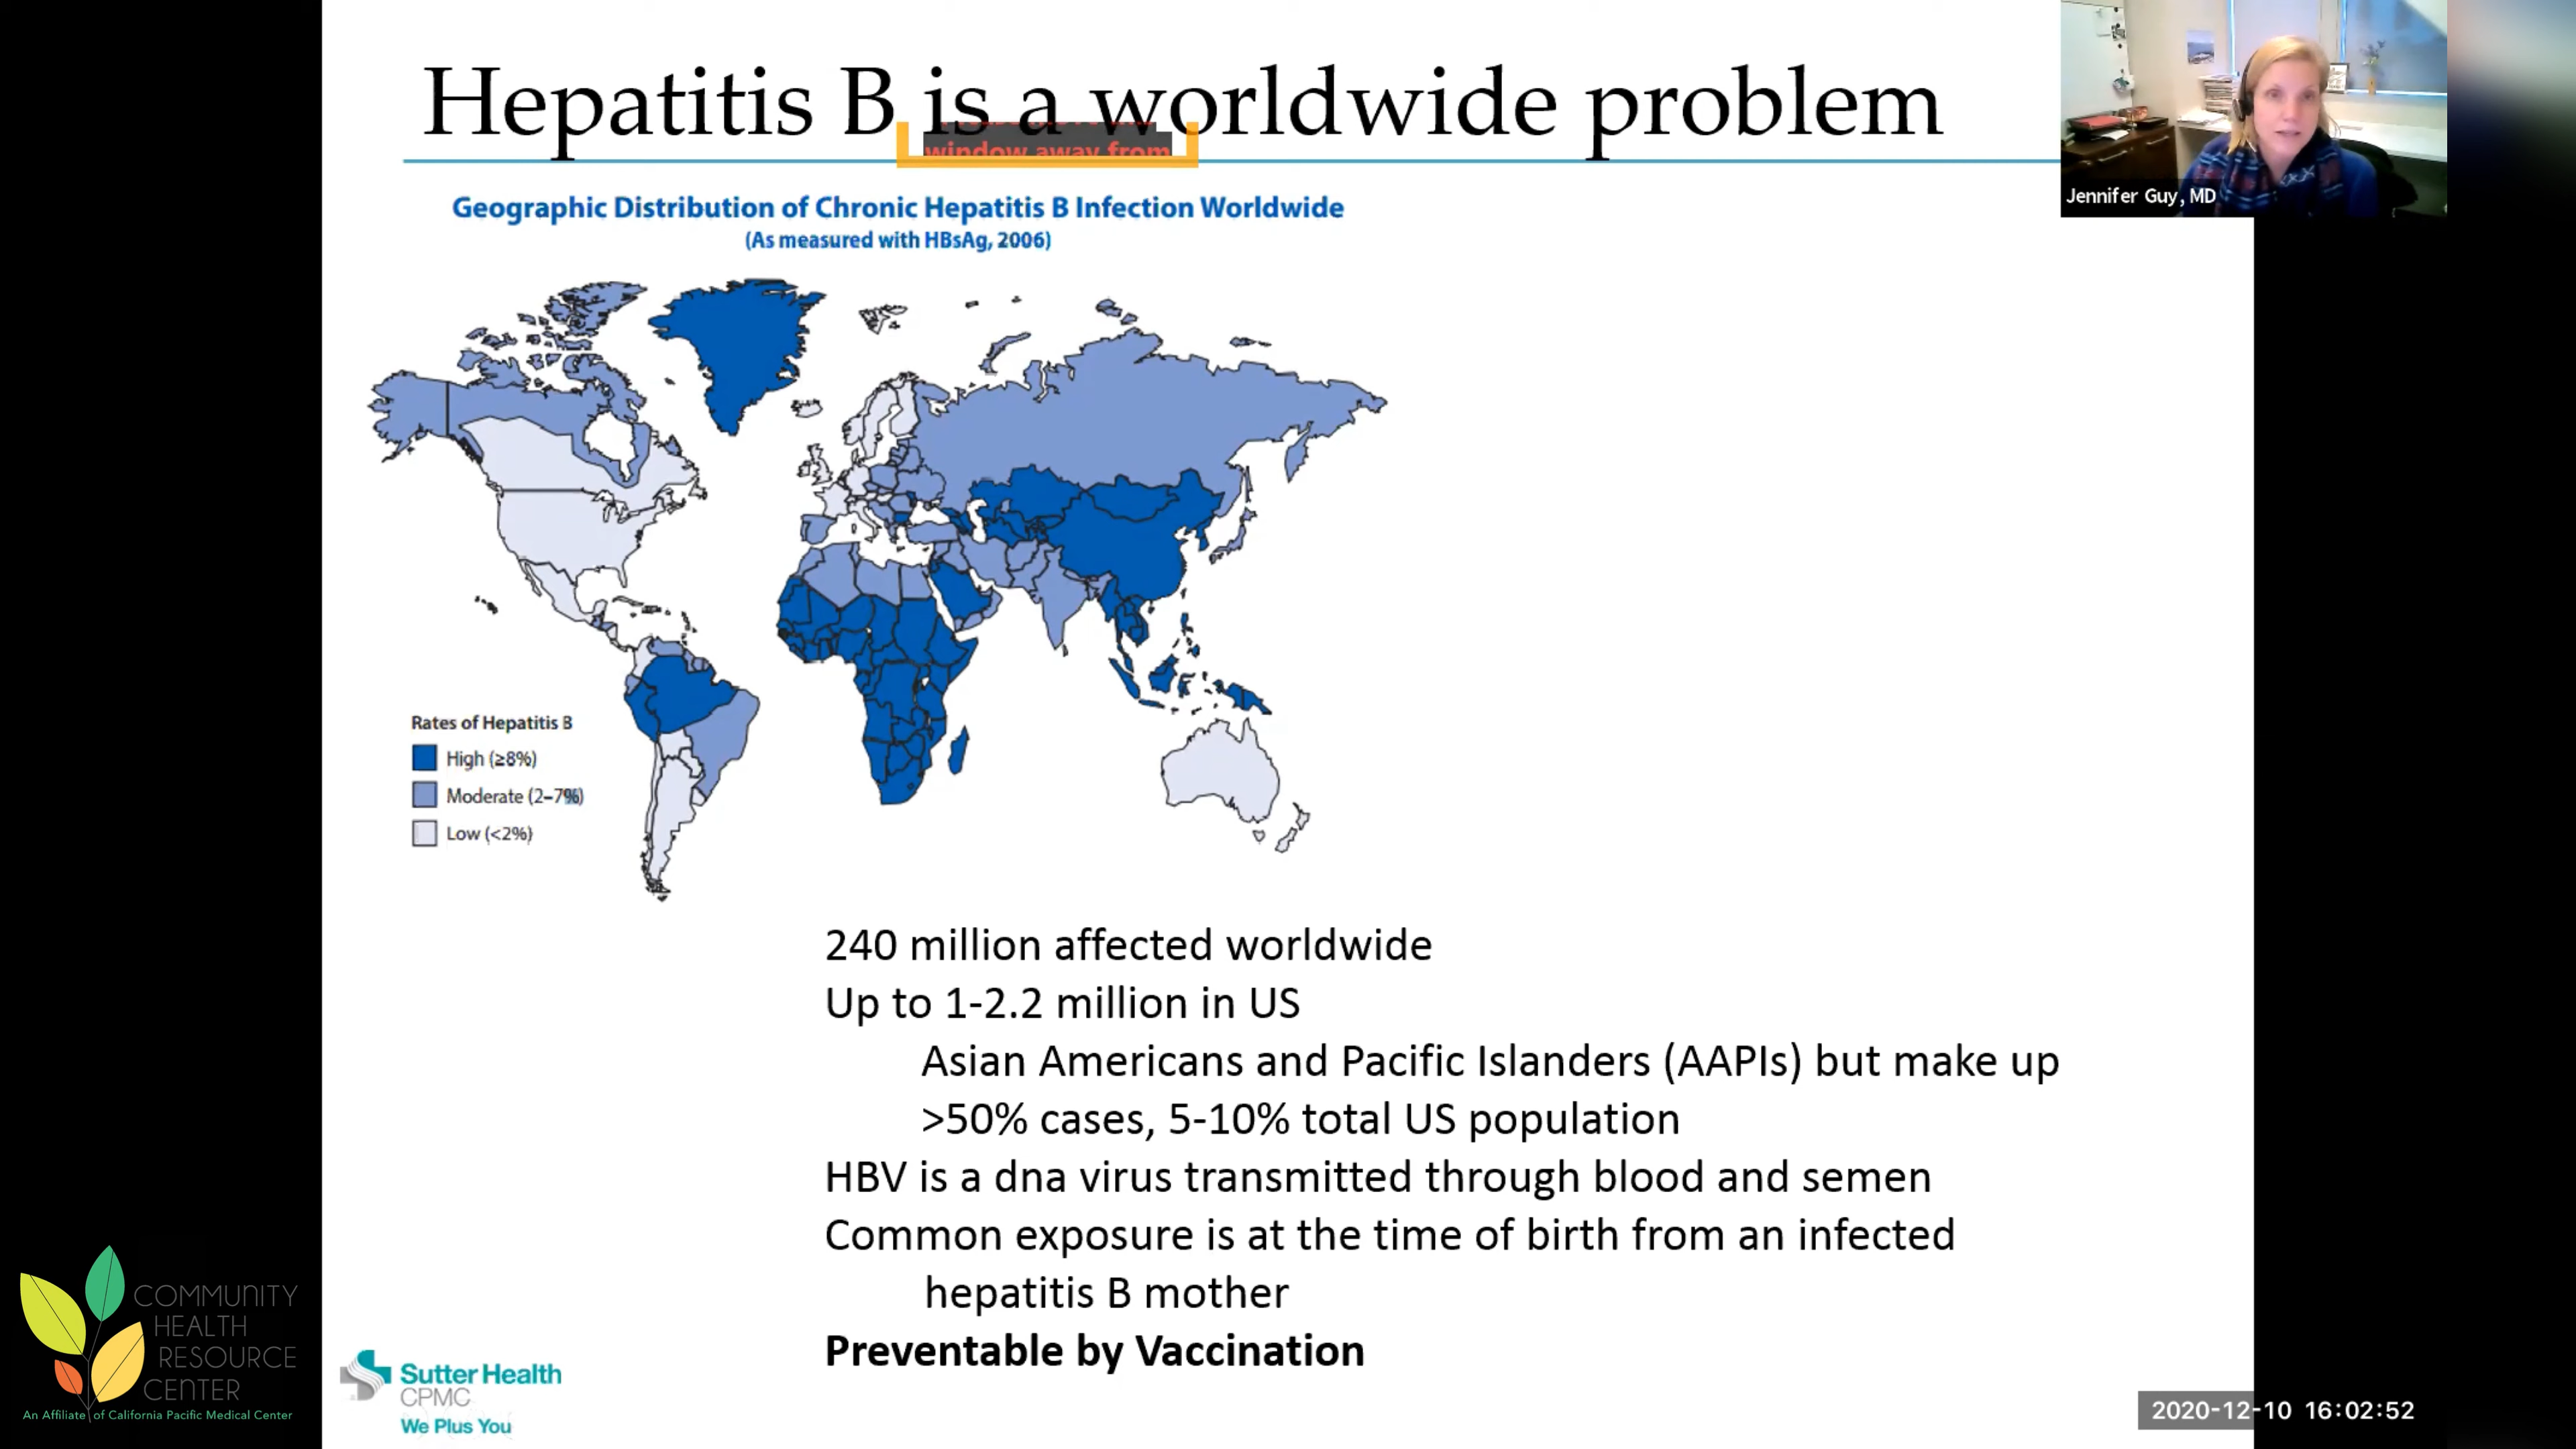 Hepatitis B is a worldwide problem
window away from
Jennifer Guy, MD
Geographic Distribution of Chronic Hepatitis B Infection Worldwide
(As measured with HBsAg, 2006)
Rates of Hepatitis B
High (≥8%)
Moderate (2–7%)
Low (<2%)
240 million affected worldwide
Up to 1-2.2 million in US
Asian Americans and Pacific Islanders (AAPIs) but make up
>50% cases, 5-10% total US population
HBV is a dna virus transmitted through blood and semen
Common exposure is at the time of birth from an infected
hepatitis B mother
Preventable by Vaccination
COMMUNITY
HEALTH
RESOURCE
CENTER
An Affiliate of California Pacific Medical Center
Sutter Health
CPMC
We Plus You
2020-12-10 16:02:52